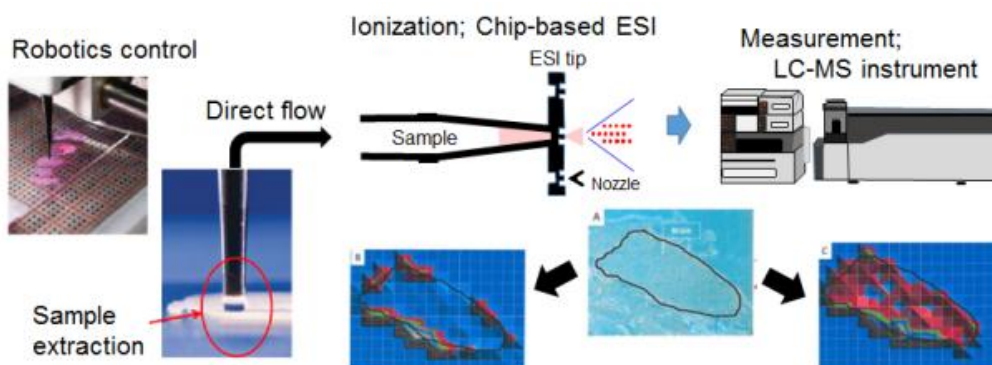 Robotics control
Ionization; Chip-based ESI
ESI tip
Measurement;
LC-MS instrument
Direct flow
Sample
Nozzle
Sample
extraction
A
B
C